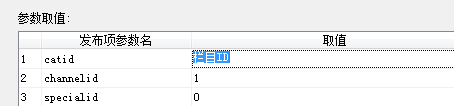 参数取值:
发布项参数名 取值
1 catid 栏目ID
2 channelid 1
3 specialid 0